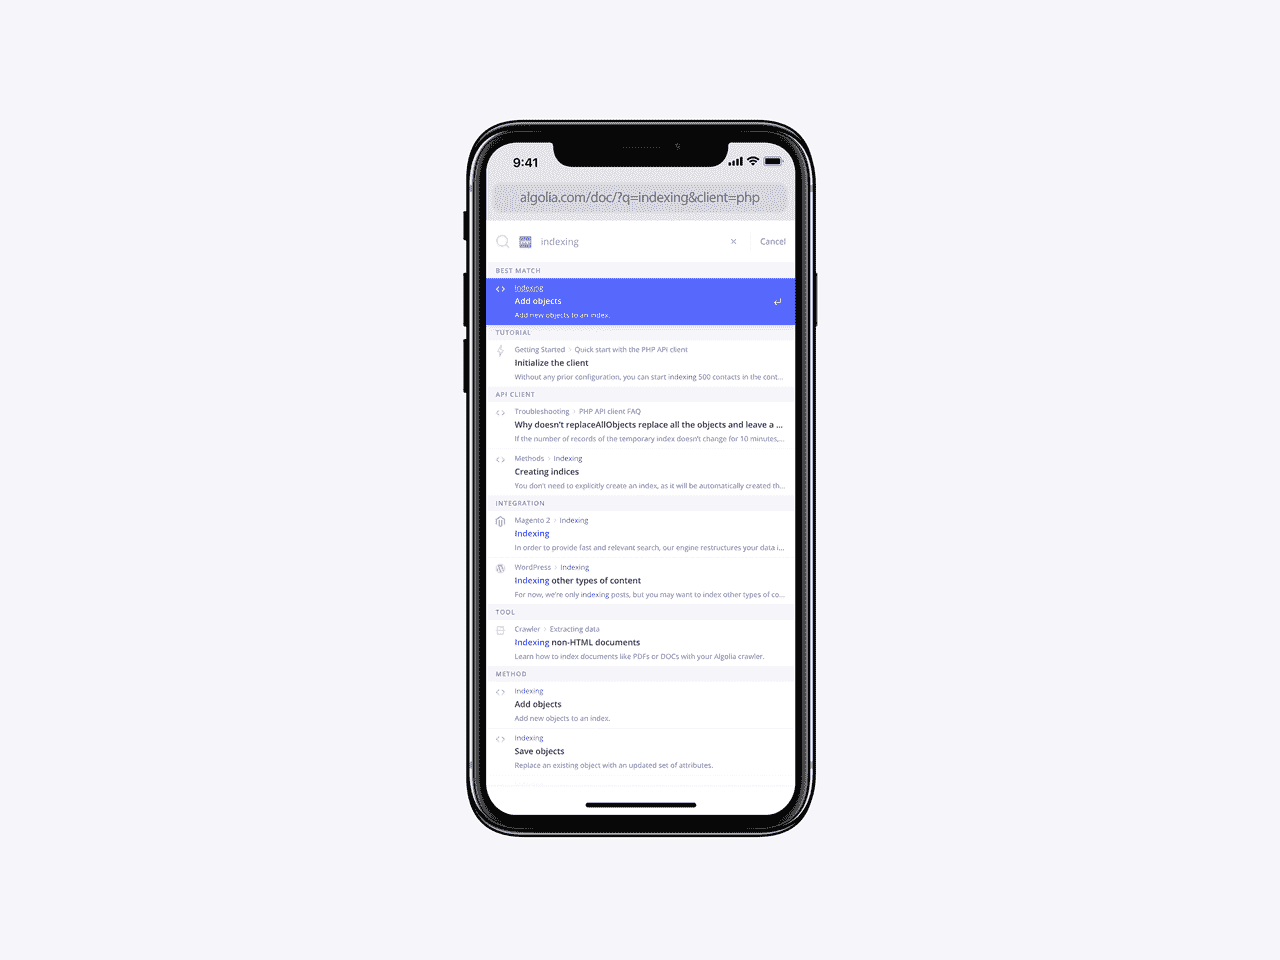 9:41
algolia.com/doc/?q=indexing&client=php
indexing × Cancel
BEST MATCH
Indexing
Add objects
Add new objects to an index.
TUTORIAL
Getting Started › Quick start with the PHP API client
Initialize the client
Without any prior configuration, you can start indexing 500 contacts in the cont...
API CLIENT
Troubleshooting › PHP API client FAQ
Why doesn't replaceAllObjects replace all the objects and leave a ...
If the number of records of the temporary index doesn't change for 10 minutes,...
Methods › Indexing
Creating indices
You don't need to explicitly create an index, as it will be automatically created th...
INTEGRATION
Magento 2 › Indexing
Indexing
In order to provide fast and relevant search, our engine restructures your data i...
WordPress › Indexing
Indexing other types of content
For now, we're only indexing posts, but you may want to index other types of co...
TOOL
Crawler › Extracting data
Indexing non-HTML documents
Learn how to index documents like PDFs or DOCs with your Algolia crawler.
METHOD
Indexing
Add objects
Add new objects to an index.
Indexing
Save objects
Replace an existing object with an updated set of attributes.